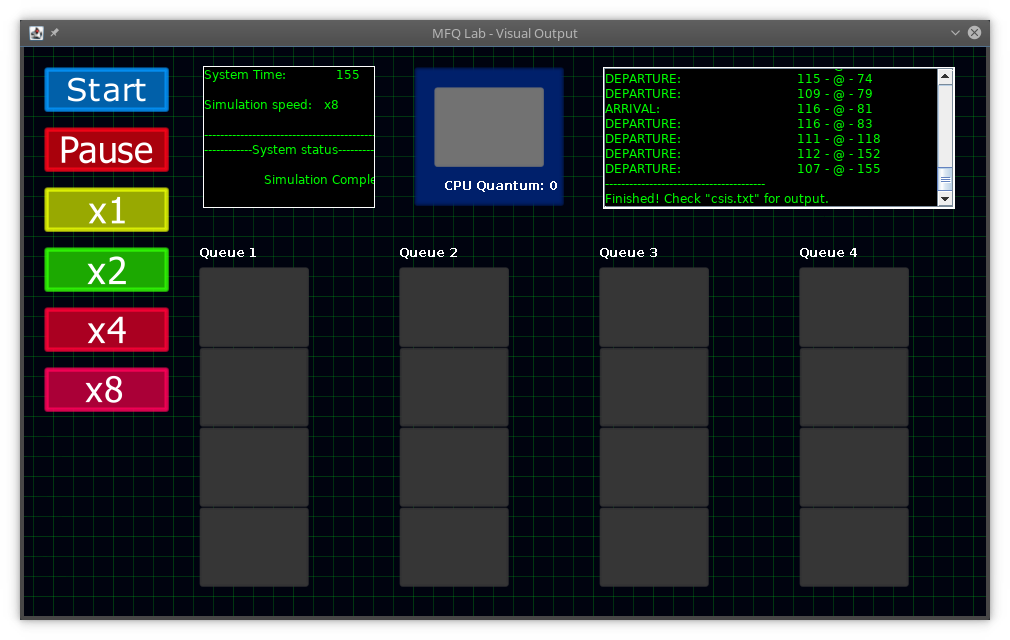 MFQ Lab - Visual Output
Start
Pause
x1
x2
x4
x8
System Time: 155
Simulation speed: x8
-----------------------------------------------
------------System status---------
Simulation Comple
CPU Quantum: 0
DEPARTURE: 115 - @ - 74
DEPARTURE: 109 - @ - 79
ARRIVAL: 116 - @ - 81
DEPARTURE: 116 - @ - 83
DEPARTURE: 111 - @ - 118
DEPARTURE: 112 - @ - 152
DEPARTURE: 107 - @ - 155
----------------------------------------
Finished! Check "csis.txt" for output.
Queue 1
Queue 2
Queue 3
Queue 4